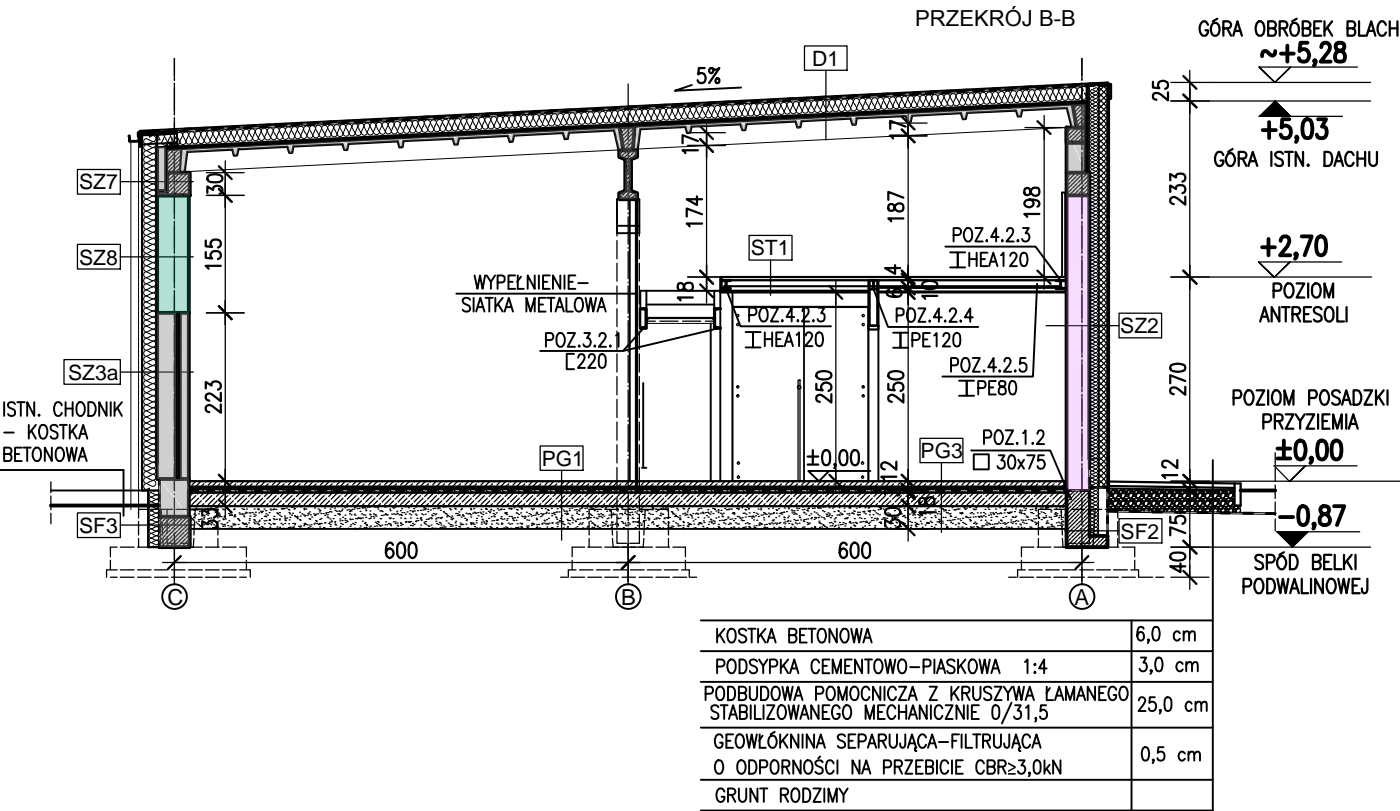 PRZEKRÓJ B-B
GÓRA OBRÓBEK BLACH
~+5,28
D1
5%
25
+5,03
GÓRA ISTN. DACHU
17
17
SZ7
30
174
187
198
233
SZ8
155
ST1
POZ.4.2.3
HEA120
+2,70
POZIOM
ANTRESOLI
WYPEŁNIENIE-
SIATKA METALOWA
18
4
6
10
POZ.4.2.3
HEA120
POZ.4.2.4
IPE120
SZ2
POZ.3.2.1
220
POZ.4.2.5
IPE80
SZ3a
223
250
250
270
ISTN. CHODNIK
- KOSTKA
BETONOWA
POZIOM POSADZKI
PRZYZIEMIA
±0,00
POZ.1.2
30x75
PG1
±0,00
12
PG3
12
18
33
30
SF3
SF2
75
-0,87
600
600
40
SPÓD BELKI
PODWALINOWEJ
C
B
A
KOSTKA BETONOWA 6,0 cm
PODSYPKA CEMENTOWO-PIASKOWA 1:4 3,0 cm
PODBUDOWA POMOCNICZA Z KRUSZYWA ŁAMANEGO
STABILIZOWANEGO MECHANICZNIE 0/31,5 25,0 cm
GEOWŁÓKNINA SEPARUJĄCA-FILTRUJĄCA
O ODPORNOŚCI NA PRZEBICIE CBR≥3,0kN 0,5 cm
GRUNT RODZIMY